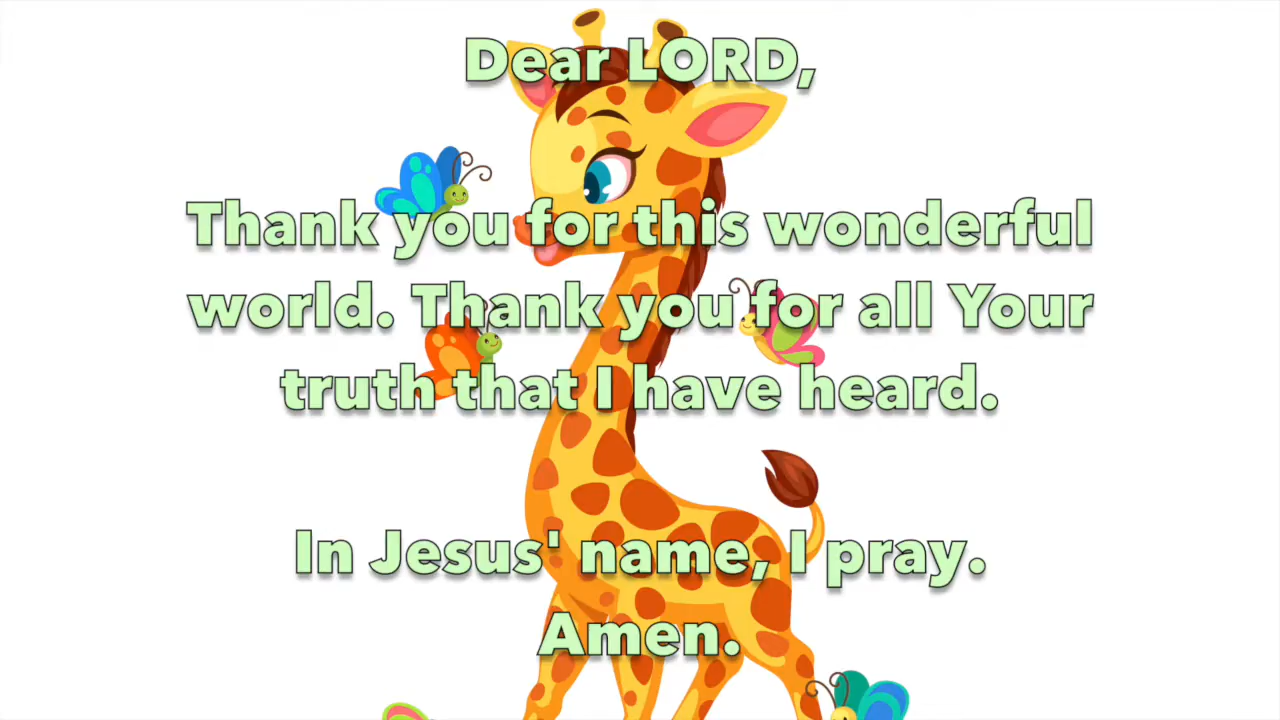 Dear LORD,
Thank you for this wonderful
world. Thank you for all Your
truth that I have heard.
In Jesus' name, I pray.
Amen.